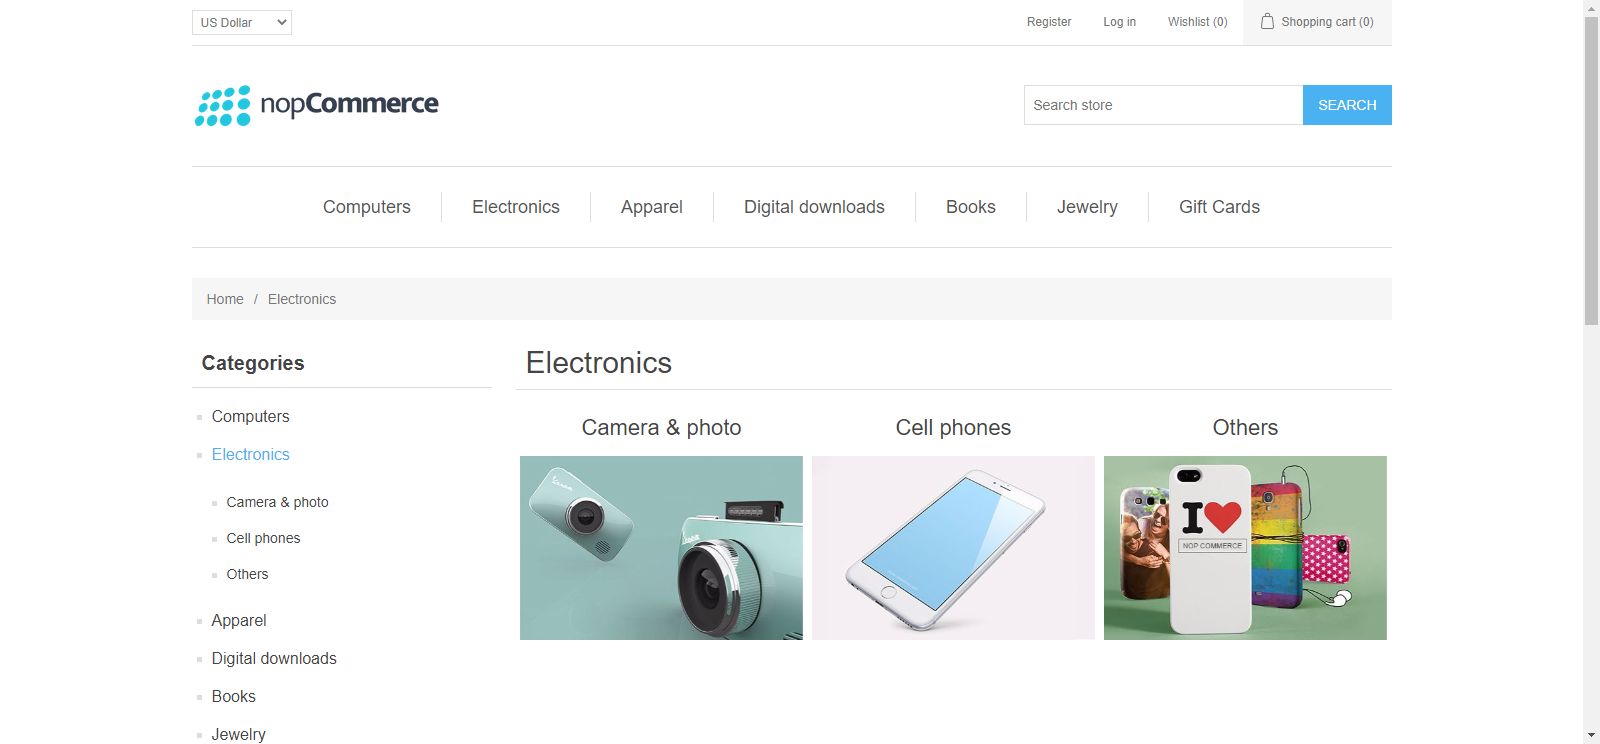 US Dollar
Register
Log in
Wishlist (0)
Shopping cart (0)
nopCommerce
Search store
SEARCH
Computers
Electronics
Apparel
Digital downloads
Books
Jewelry
Gift Cards
Home / Electronics
Categories
Computers
Electronics
Camera & photo
Cell phones
Others
Apparel
Digital downloads
Books
Jewelry
Electronics
Camera & photo
Cell phones
Others
I
NOP COMMERCE